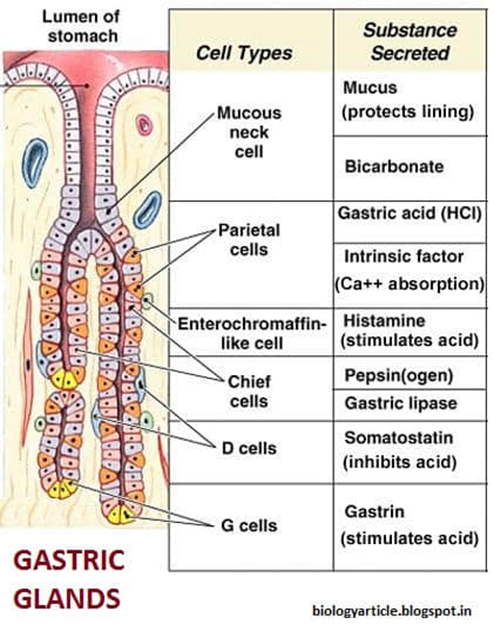 Lumen of
stomach
Cell Types
Substance
Secreted
Mucous
neck
cell
Mucus
(protects lining)
Bicarbonate
Parietal
cells
Gastric acid (HCl)
Intrinsic factor
(Ca++ absorption)
Enterochromaffin-
like cell
Histamine
(stimulates acid)
Chief
cells
Pepsin(ogen)
Gastric lipase
D cells
Somatostatin
(inhibits acid)
G cells
Gastrin
(stimulates acid)
GASTRIC
GLANDS
biologyarticle.blogspot.in